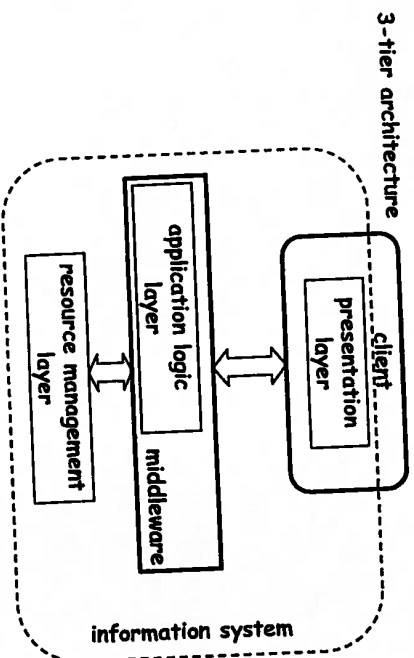 3-tier architecture
client
presentation
layer
application logic
layer
middleware
resource management
layer
information system